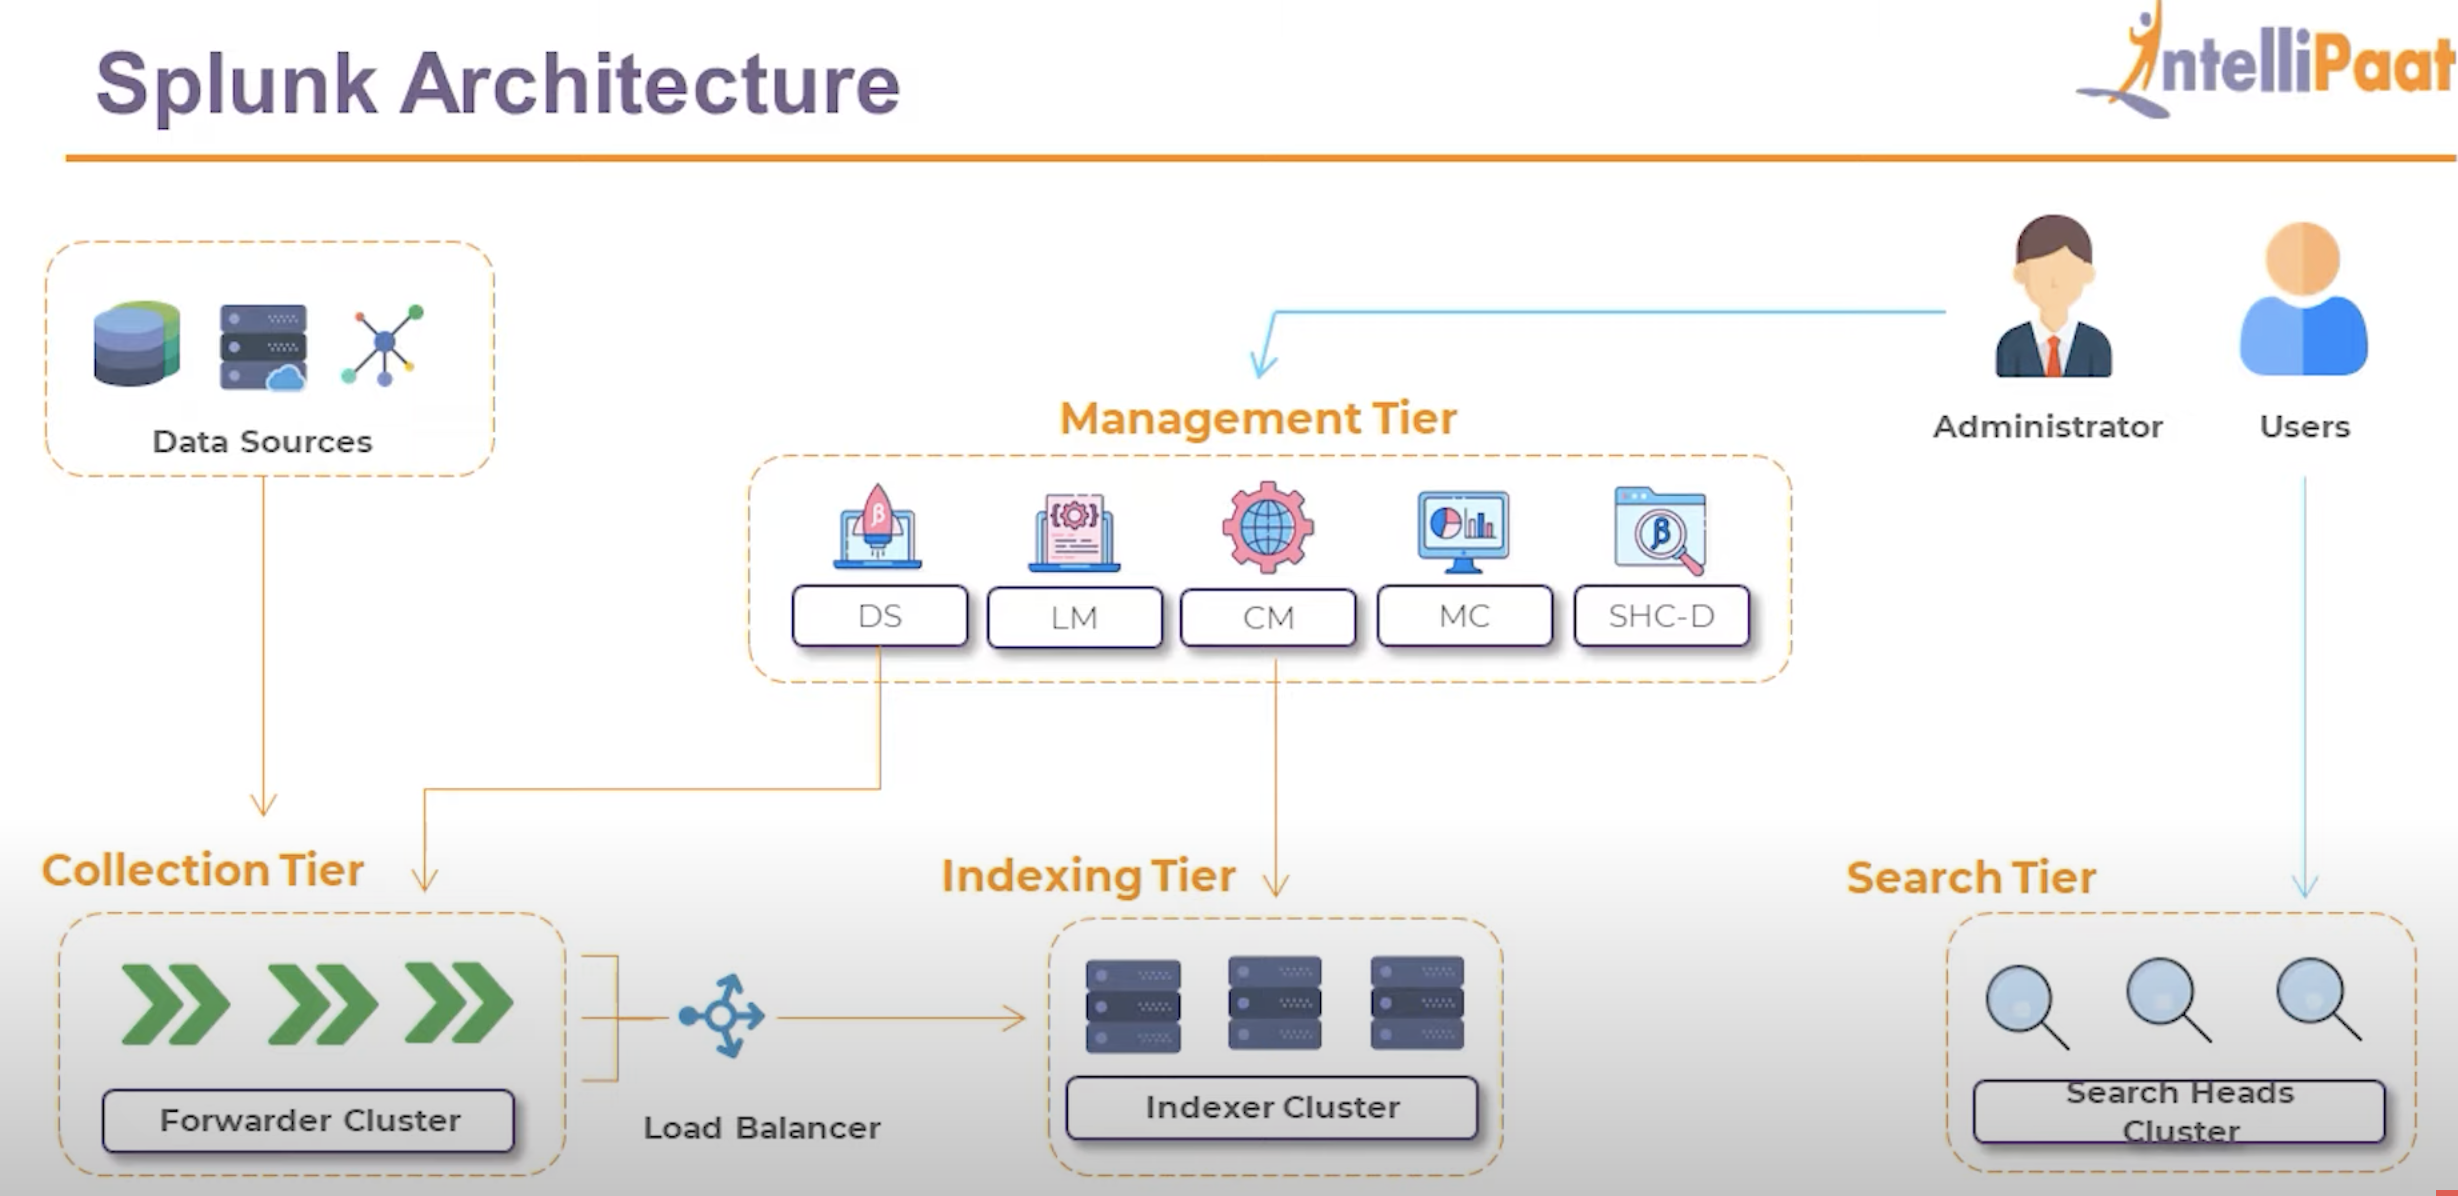 Splunk Architecture
IntelliPaat
Data Sources
Administrator
Users
Management Tier
β
β
DS
LM
CM
MC
SHC-D
Collection Tier
Indexing Tier
Search Tier
Forwarder Cluster
Load Balancer
Indexer Cluster
Search Heads
Cluster